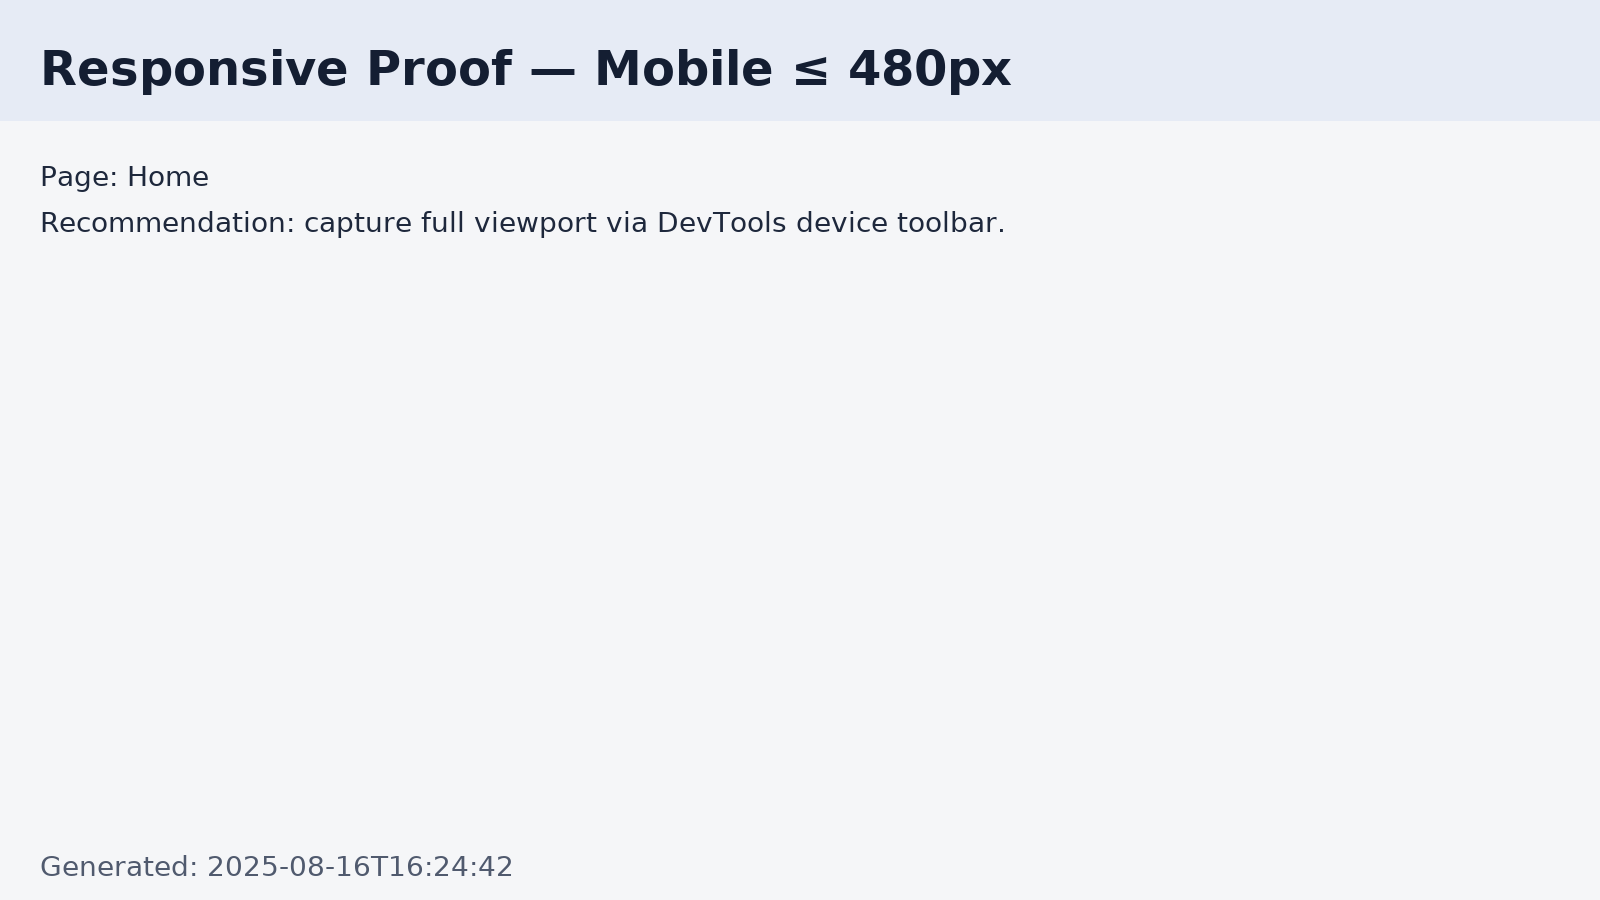 Responsive Proof — Mobile ≤ 480px
Page: Home
Recommendation: capture full viewport via DevTools device toolbar.
Generated: 2025-08-16T16:24:42